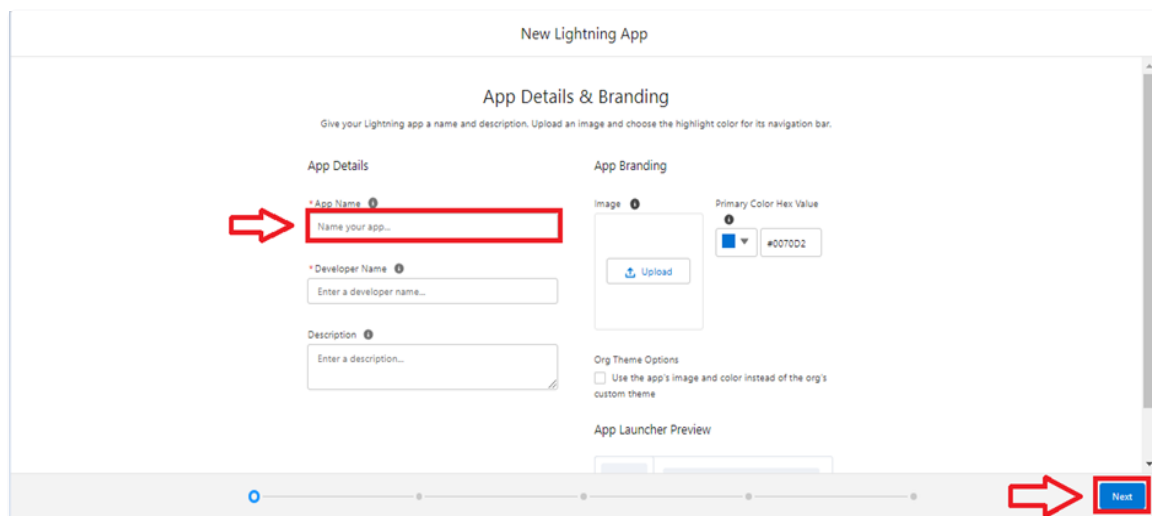 New Lightning App
App Details & Branding
Give your Lightning app a name and description. Upload an image and choose the highlight color for its navigation bar.
App Details
* App Name
Name your app...
* Developer Name
Enter a developer name...
Description
Enter a description...
App Branding
Image
Upload
Primary Color Hex Value
#0070D2
Org Theme Options
Use the app's image and color instead of the org's
custom theme
App Launcher Preview
Next